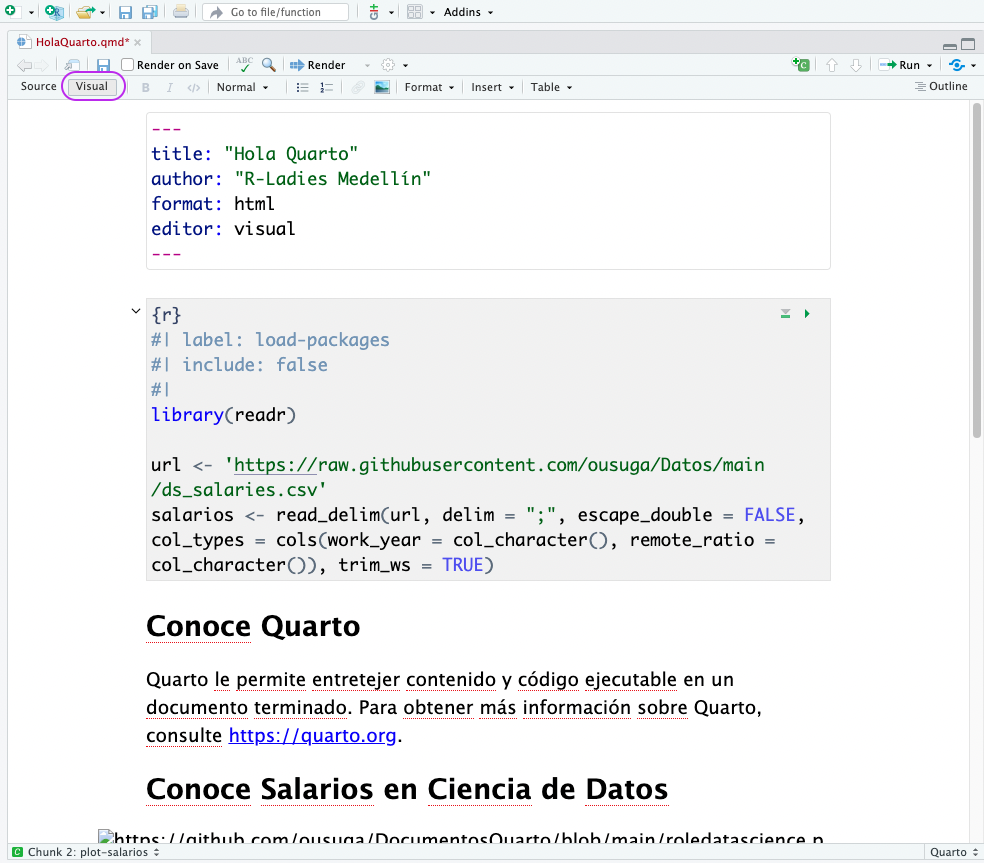 Go to file/function
Addins
HolaQuarto.qmd*
Render on Save
ABC
Render
Run
Source
Visual
B
I
</>
Normal
Format
Insert
Table
Outline
---
title: "Hola Quarto"
author: "R-Ladies Medellín"
format: html
editor: visual
---
{r}
#| label: load-packages
#| include: false
#|
library(readr)
url <- 'https://raw.githubusercontent.com/ousuga/Datos/main
/ds_salaries.csv'
salarios <- read_delim(url, delim = ";", escape_double = FALSE,
col_types = cols(work_year = col_character(), remote_ratio =
col_character()), trim_ws = TRUE)
Conoce Quarto
Quarto le permite entretejer contenido y código ejecutable en un
documento terminado. Para obtener más información sobre Quarto,
consulte https://quarto.org.
Conoce Salarios en Ciencia de Datos
https://github.com/ousuga/DocumentosQuarto/blob/main/roledatascience.p
Chunk 2: plot-salarios
Quarto